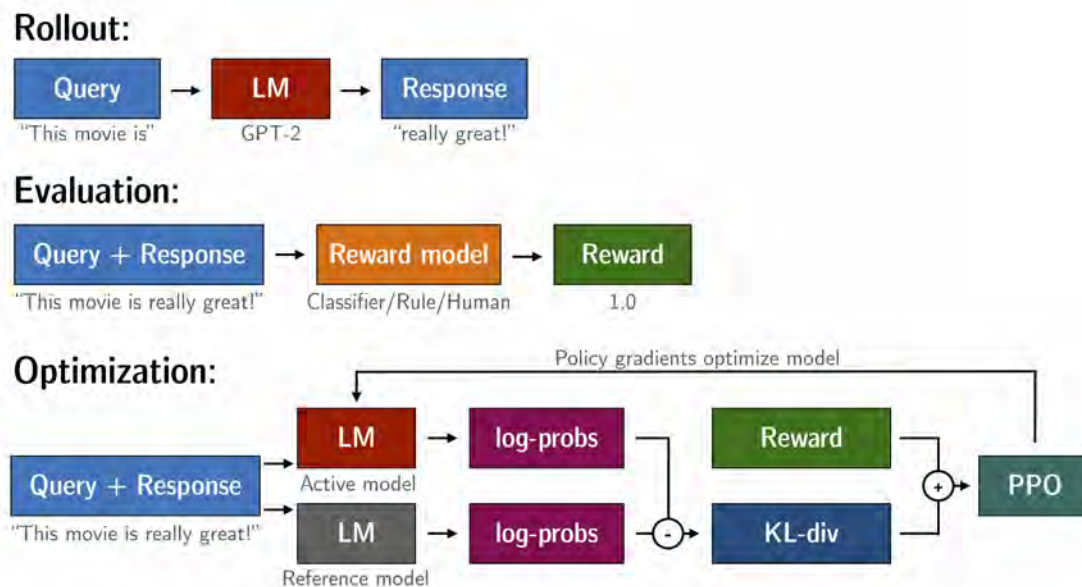 Rollout:
Query
LM
Response
"This movie is"
GPT-2
"really great!"
Evaluation:
Query + Response
Reward model
Reward
"This movie is really great!"
Classifier/Rule/Human
1.0
Policy gradients optimize model
Optimization:
LM
log-probs
Reward
Active model
Query + Response
+
PPO
"This movie is really great!"
LM
log-probs
-
KL-div
Reference model